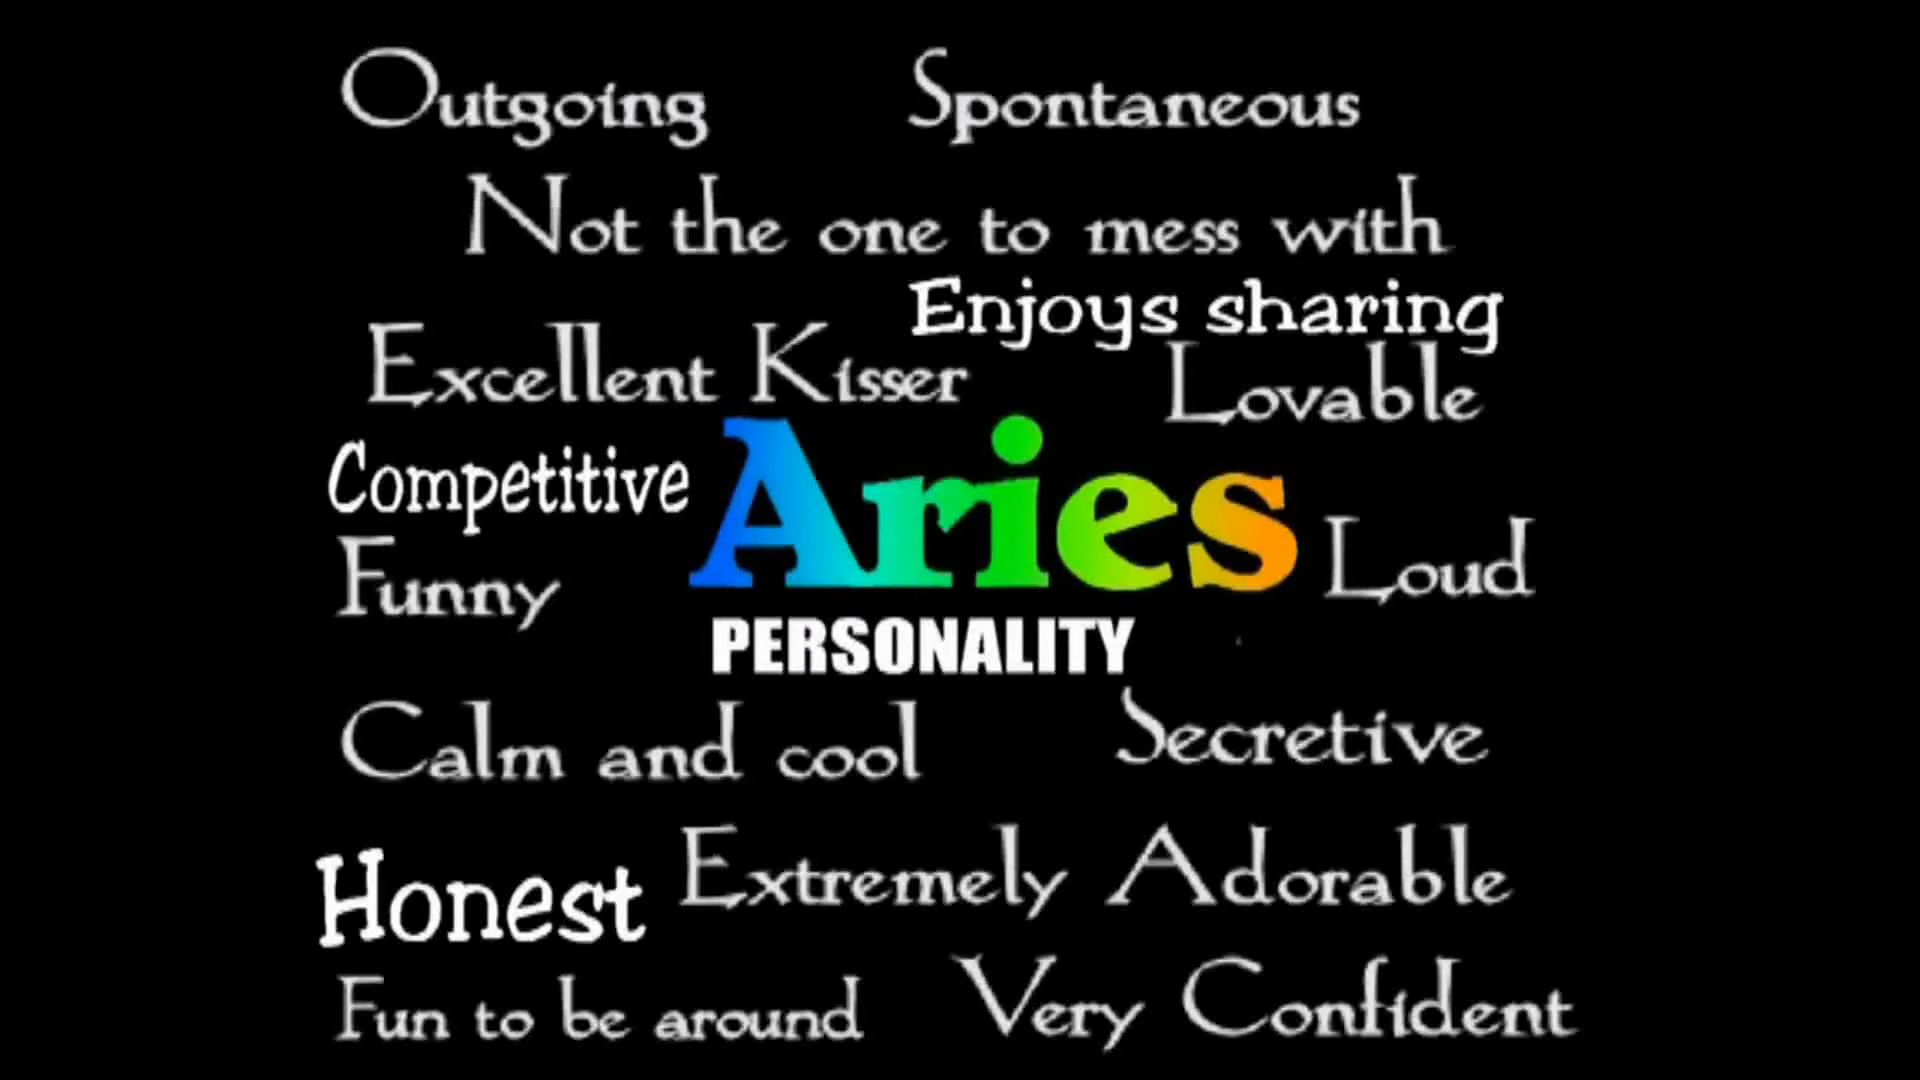 Outgoing Spontaneous
Not the one to mess with
Enjoys sharing
Excellent Kisser Lovable
Competitive Aries
Funny Loud
PERSONALITY
Calm and cool Secretive
Honest Extremely Adorable
Fun to be around Very Confident